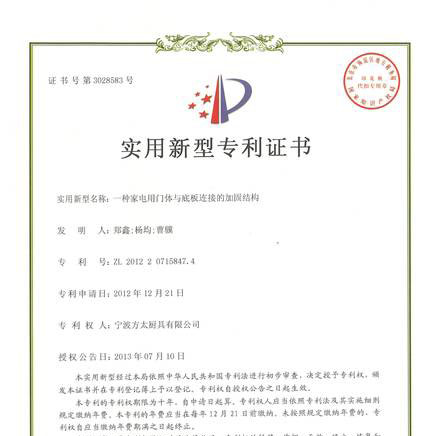 证书号第3028583号
实用新型专利证书
实用新型名称：一种家电用门体与底板连接的加固结构
发 明 人：郑鑫;杨均;曹骥
专 利 号：ZL 2012 2 0715847.4
专利申请日：2012年12月21日
专 利 权 人：宁波方太厨具有限公司
授权公告日：2013年07月10日
本实用新型经过本局依照中华人民共和国专利法进行初步审查，决定授予专利权，颁
发本证书并在专利登记簿上予以登记。专利权自授权公告之日起生效。
本专利的专利权期限为十年，自申请日起算。专利权人应当依照专利法及其实施细则
规定缴纳年费。本专利的年费应当在每年12月21日前缴纳。未按照规定缴纳年费的，专
利权自应当缴纳年费期满之日起终止。